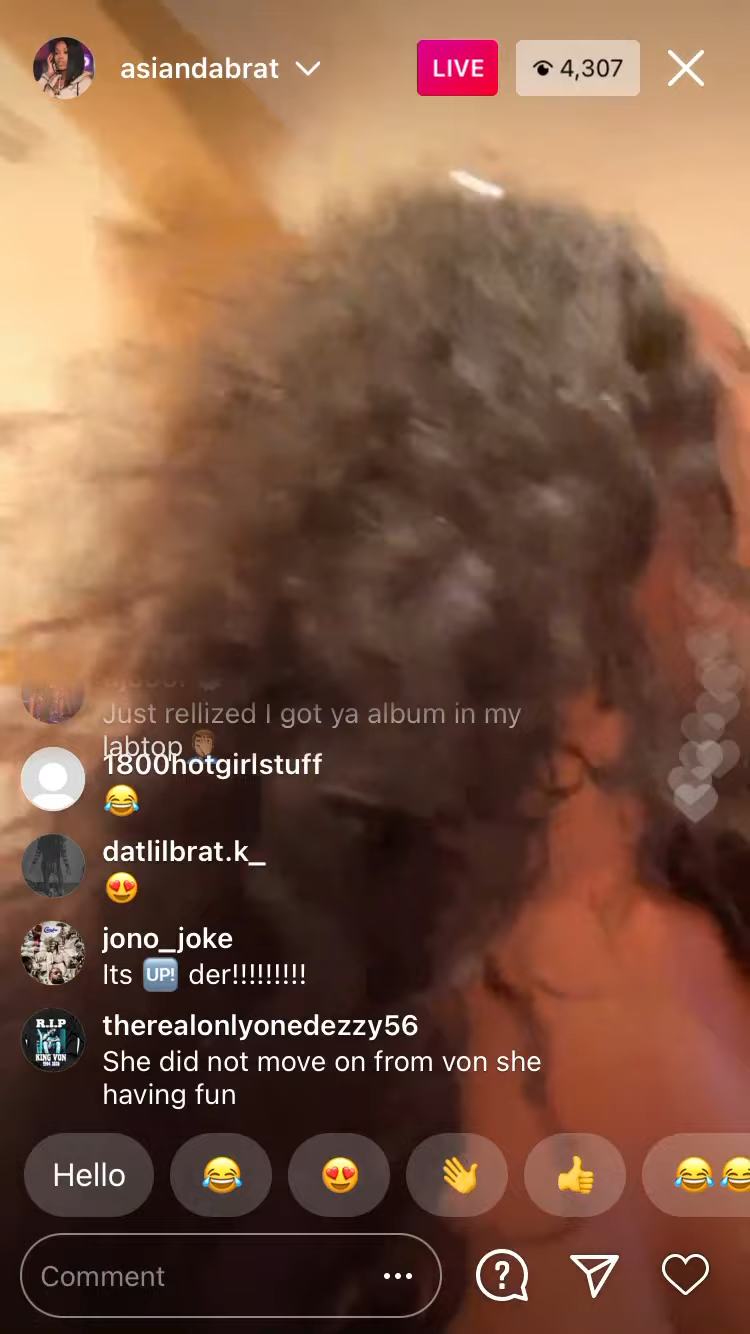 asiandabrat
LIVE
4,307
Just rellized I got ya album in my
labtop 🤦🏽‍♂️
1800hotgirlstuff
😂
datlilbrat.k_
😍
jono_joke
Its 🆙 der!!!!!!!!!
R.I.P
KING VON
therealonlyonedezzy56
She did not move on from von she
having fun
Hello 😂 😍 👋 👍 😂😂
Comment